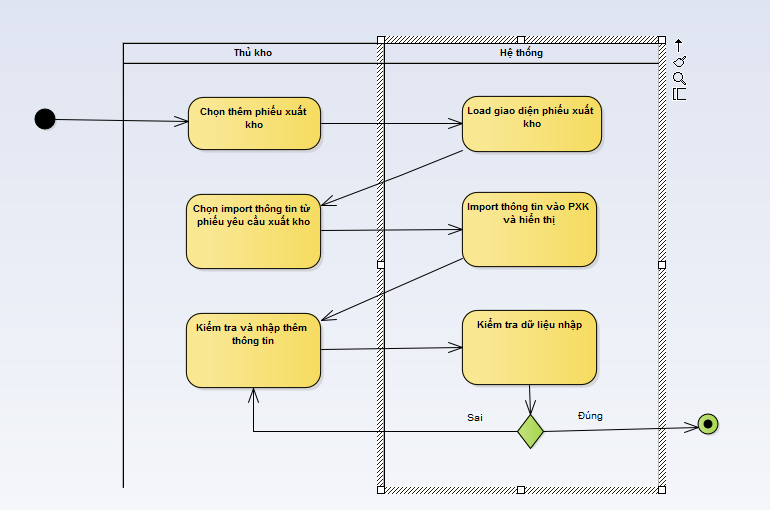 Thủ kho
Hệ thống
Chọn thêm phiếu xuất
kho
Load giao diện phiếu xuất
kho
Chọn import thông tin từ
phiếu yêu cầu xuất kho
Import thông tin vào PXK
và hiển thị
Kiểm tra và nhập thêm
thông tin
Kiểm tra dữ liệu nhập
Sai
Đúng